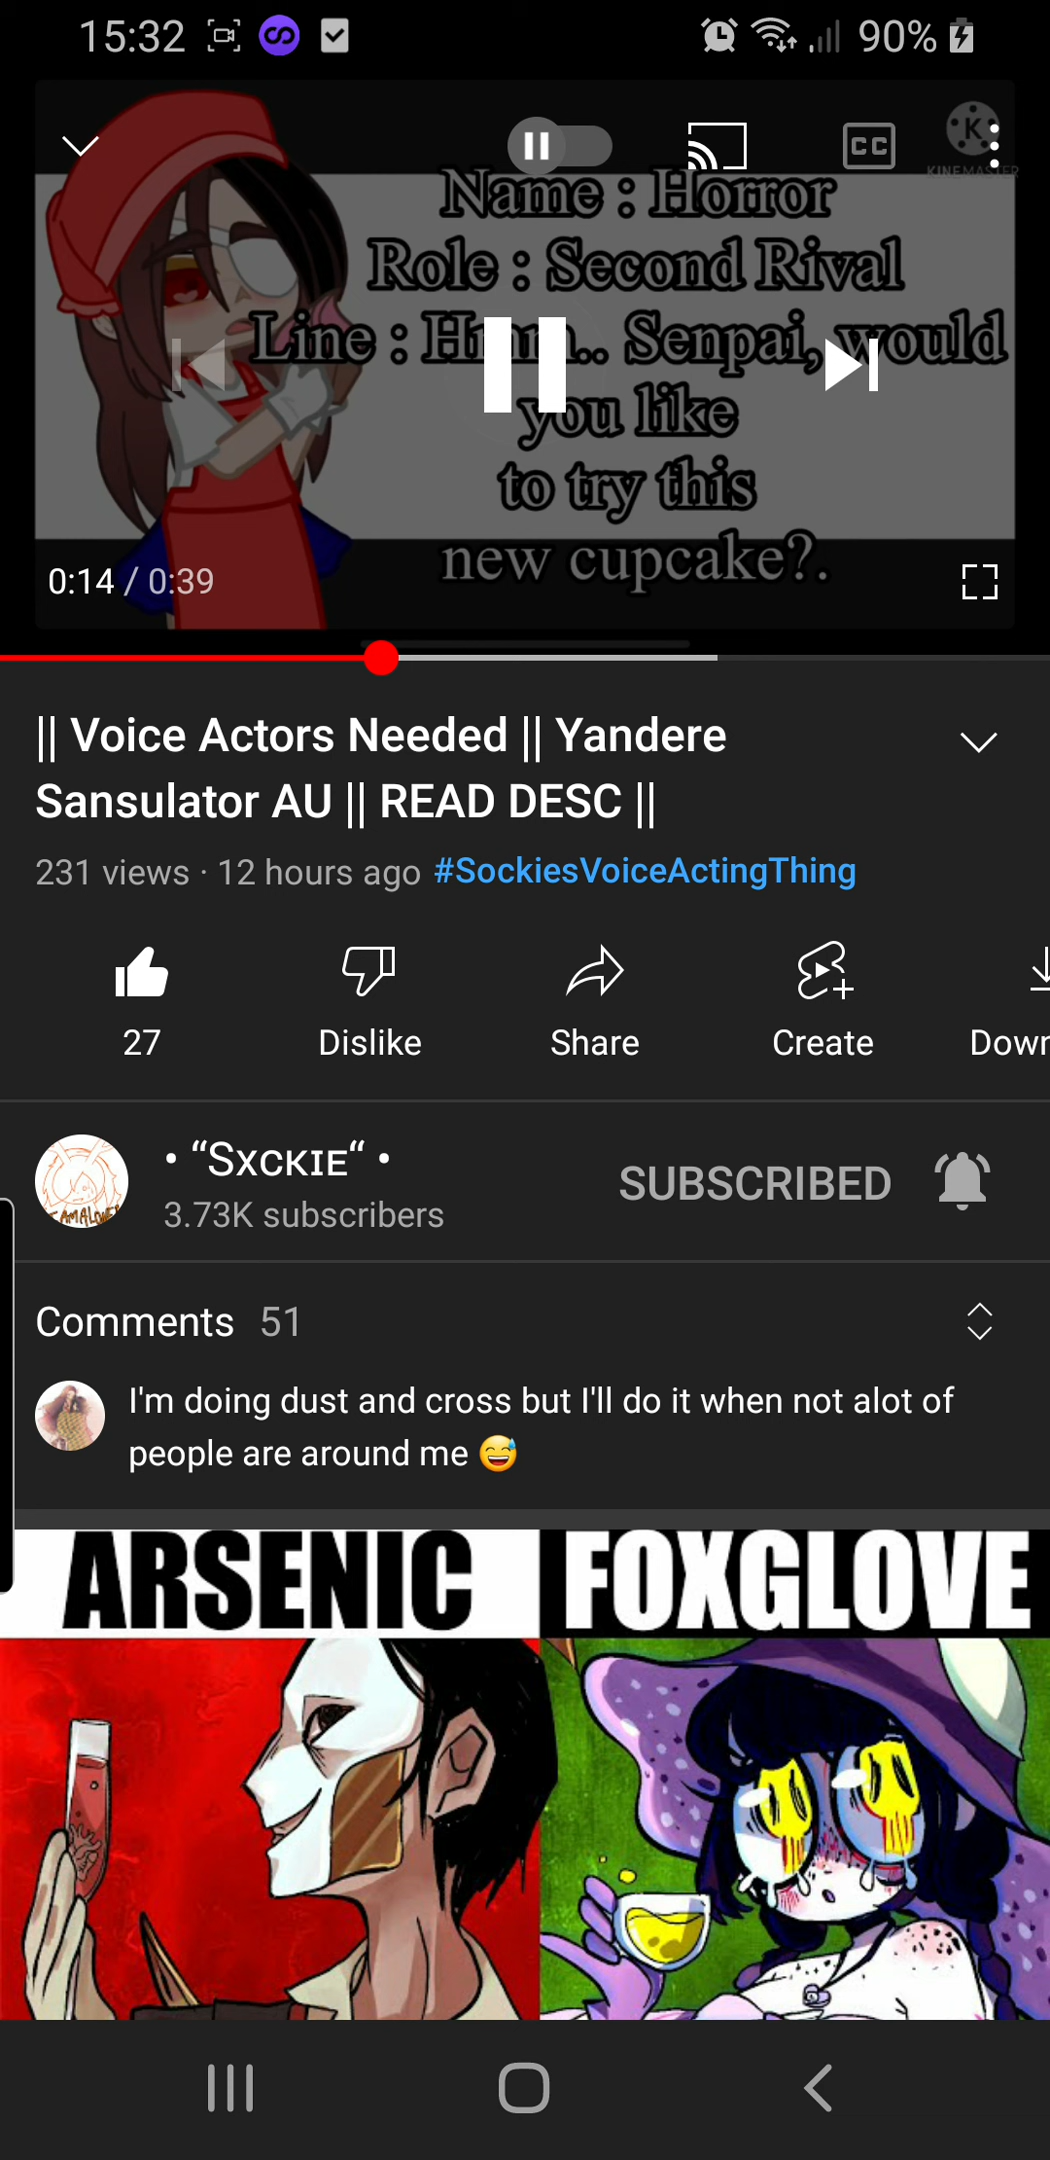 15:32
90%
CC
K
KINEMASTER
Name : Horror
Role : Second Rival
Line : Hmm.. Senpai, would
you like
to try this
new cupcake?.
0:14 / 0:39
|| Voice Actors Needed || Yandere
Sansulator AU || READ DESC ||
231 views · 12 hours ago #SockiesVoiceActingThing
27 Dislike Share Create Down
• “Sxckie“ •
3.73K subscribers
SUBSCRIBED
Comments 51
I'm doing dust and cross but I'll do it when not alot of
people are around me 😅
ARSENIC FOXGLOVE